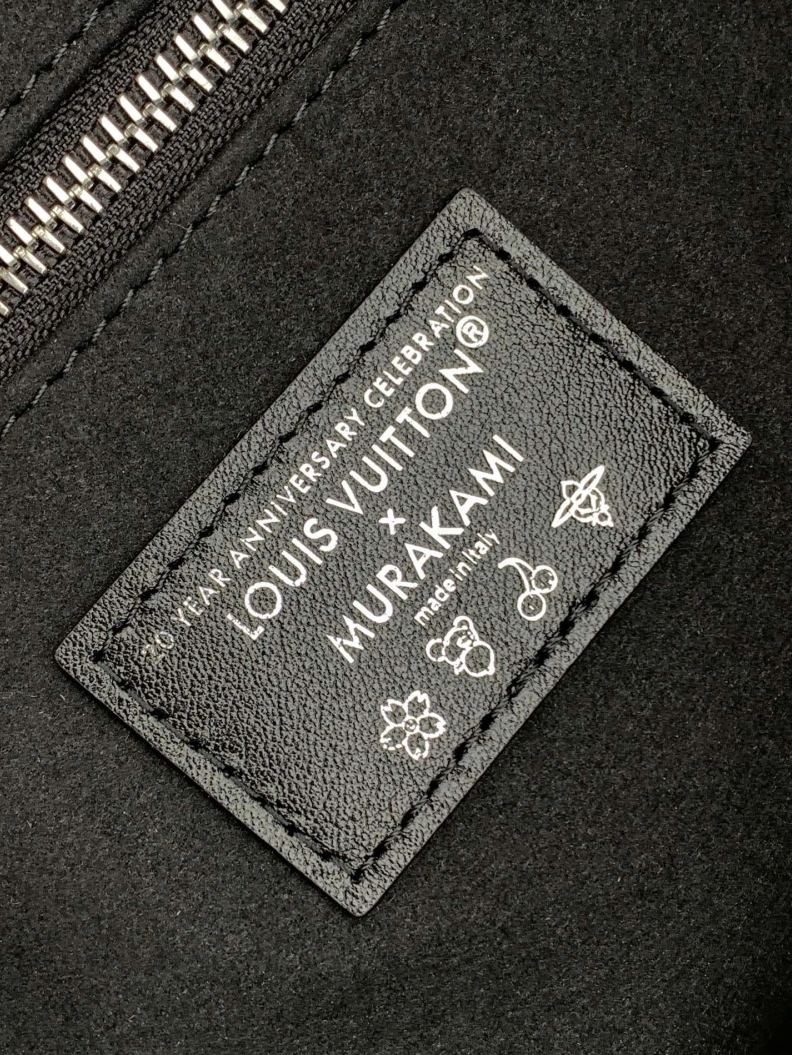 20 YEAR ANNIVERSARY CELEBRATION
LOUIS VUITTON®
×
MURAKAMI
made in Italy